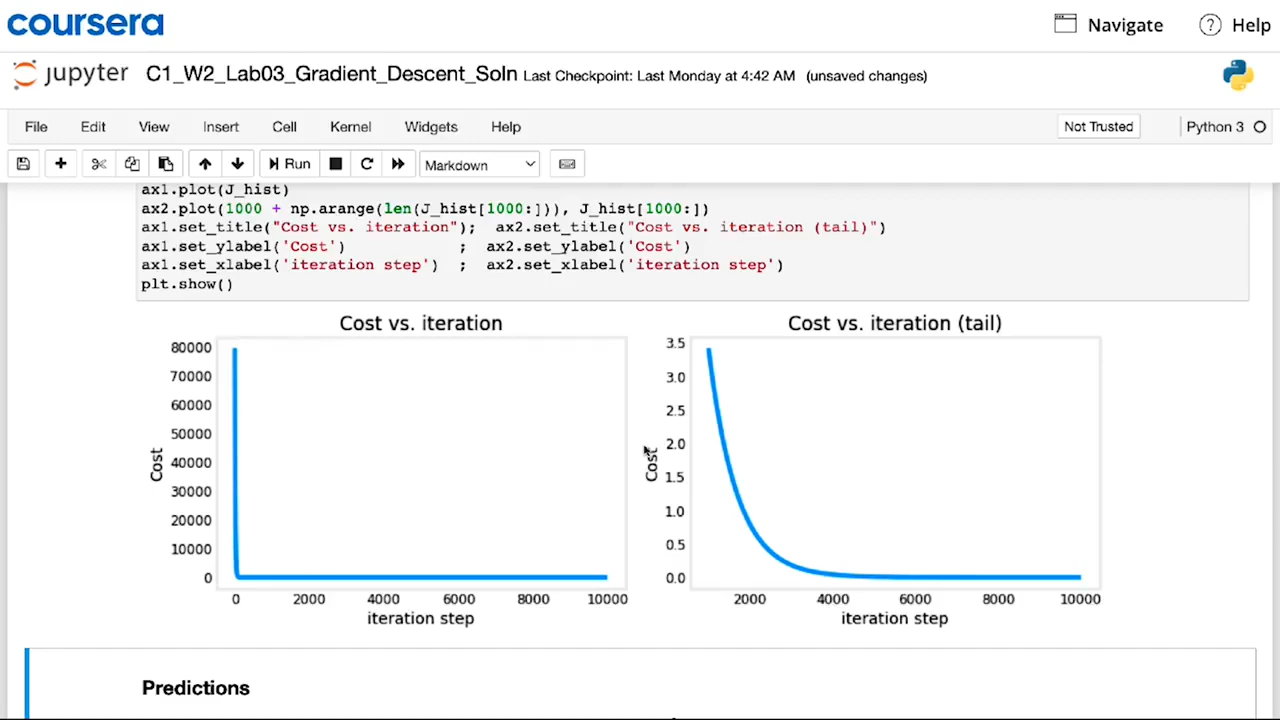 coursera
Navigate
Help
jupyter C1_W2_Lab03_Gradient_Descent_Soln Last Checkpoint: Last Monday at 4:42 AM (unsaved changes)
File Edit View Insert Cell Kernel Widgets Help Not Trusted Python 3
Run Markdown
ax1.plot(J_hist)
ax2.plot(1000 + np.arange(len(J_hist[1000:])), J_hist[1000:])
ax1.set_title("Cost vs. iteration");  ax2.set_title("Cost vs. iteration (tail)")
ax1.set_ylabel('Cost')            ;  ax2.set_ylabel('Cost')
ax1.set_xlabel('iteration step')  ;  ax2.set_xlabel('iteration step')
plt.show()
Cost vs. iteration
80000
70000
60000
50000
40000
30000
20000
10000
0
Cost
0 2000 4000 6000 8000 10000
iteration step
Cost vs. iteration (tail)
3.5
3.0
2.5
2.0
1.5
1.0
0.5
0.0
Cost
2000 4000 6000 8000 10000
iteration step
Predictions